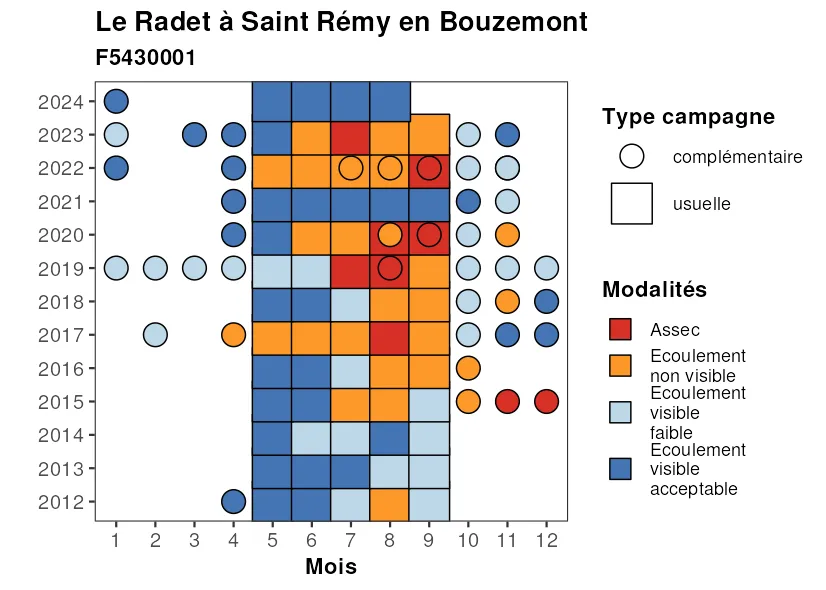 Le Radet à Saint Rémy en Bouzemont
F5430001
2024
2023
2022
2021
2020
2019
2018
2017
2016
2015
2014
2013
2012
1 2 3 4 5 6 7 8 9 10 11 12
Mois
Type campagne
complémentaire
usuelle
Modalités
Assec
Ecoulement
non visible
Ecoulement
visible
faible
Ecoulement
visible
acceptable